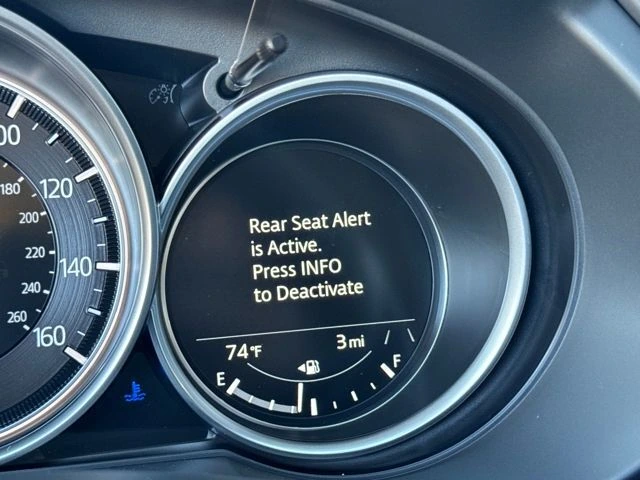 100
120
140
160
180
200
220
240
260
Rear Seat Alert
is Active.
Press INFO
to Deactivate
74°F 3 mi
E F